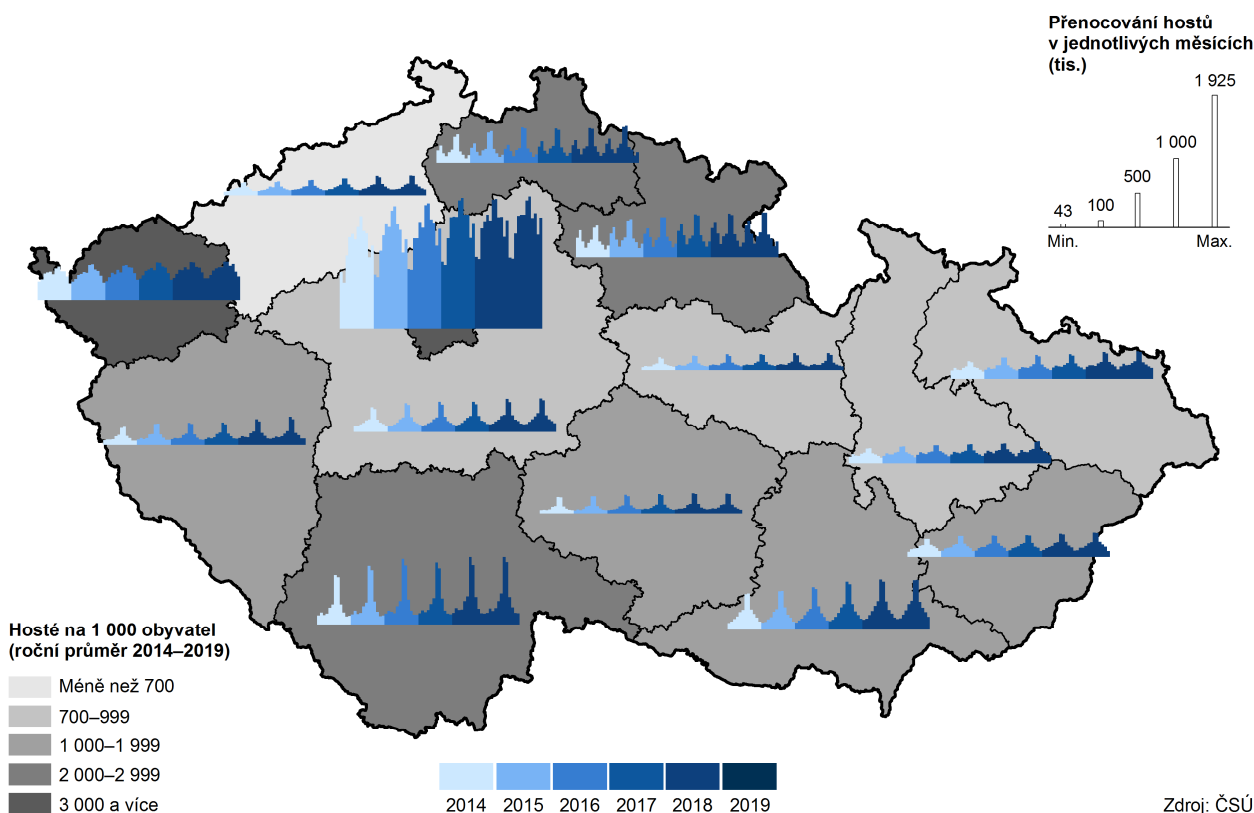 Přenocování hostů
v jednotlivých měsících
(tis.)
1 925
1 000
500
100
43
Min.
Max.
Hosté na 1 000 obyvatel
(roční průměr 2014–2019)
Méně než 700
700–999
1 000–1 999
2 000–2 999
3 000 a více
2014 2015 2016 2017 2018 2019
Zdroj: ČSÚ